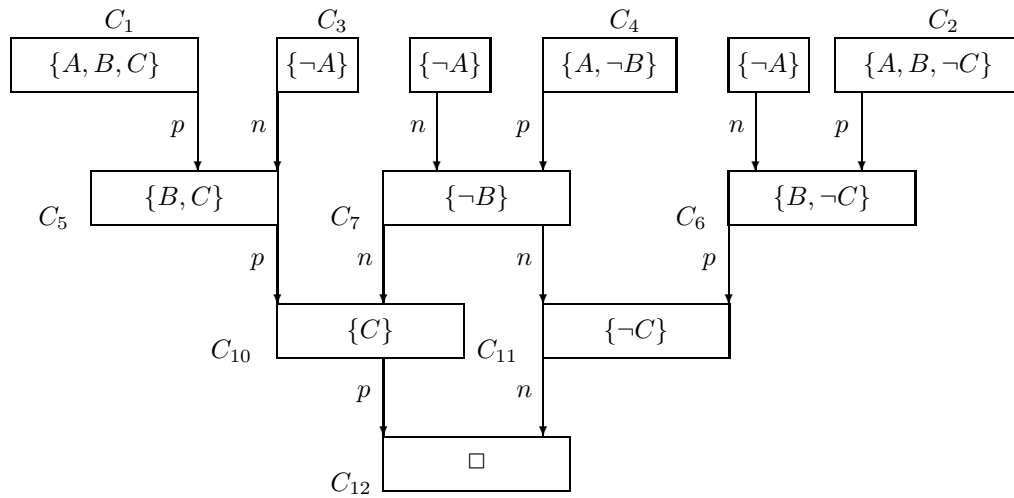 C₁ C₃ C₄ C₂
{A, B, C} {¬A} {¬A} {A, ¬B} {¬A} {A, B, ¬C}
p n n p n p
{B, C} {¬B} {B, ¬C}
C₅ C₇ C₆
p n n p
{C} {¬C}
C₁₀ C₁₁
p n
□
C₁₂